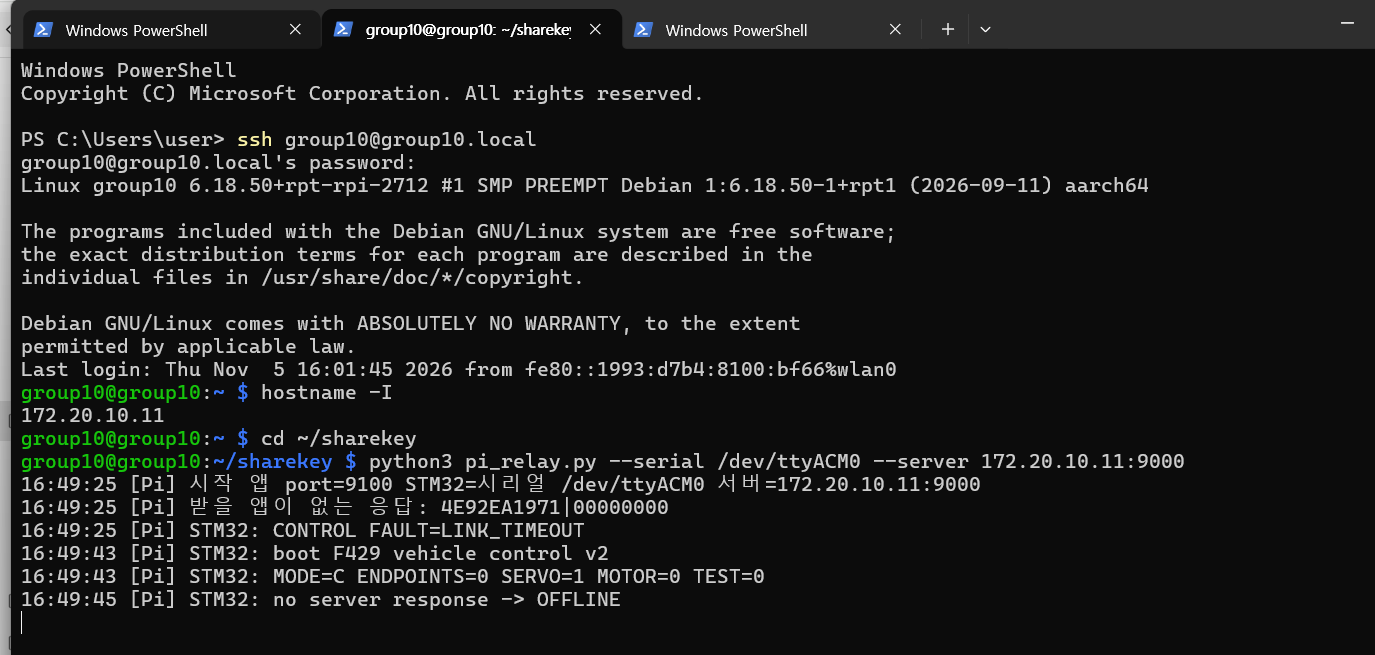 Windows PowerShell
group10@group10: ~/shareke
Windows PowerShell
Windows PowerShell
Copyright (C) Microsoft Corporation. All rights reserved.
PS C:\Users\user> ssh group10@group10.local
group10@group10.local's password:
Linux group10 6.18.50+rpt-rpi-2712 #1 SMP PREEMPT Debian 1:6.18.50-1+rpt1 (2026-09-11) aarch64
The programs included with the Debian GNU/Linux system are free software;
the exact distribution terms for each program are described in the
individual files in /usr/share/doc/*/copyright.
Debian GNU/Linux comes with ABSOLUTELY NO WARRANTY, to the extent
permitted by applicable law.
Last login: Thu Nov  5 16:01:45 2026 from fe80::1993:d7b4:8100:bf66%wlan0
group10@group10:~ $ hostname -I
172.20.10.11
group10@group10:~ $ cd ~/sharekey
group10@group10:~/sharekey $ python3 pi_relay.py --serial /dev/ttyACM0 --server 172.20.10.11:9000
16:49:25 [Pi] 시작 앱 port=9100 STM32=시리얼 /dev/ttyACM0 서버=172.20.10.11:9000
16:49:25 [Pi] 받을 앱이 없는 응답: 4E92EA1971|00000000
16:49:25 [Pi] STM32: CONTROL FAULT=LINK_TIMEOUT
16:49:43 [Pi] STM32: boot F429 vehicle control v2
16:49:43 [Pi] STM32: MODE=C ENDPOINTS=0 SERVO=1 MOTOR=0 TEST=0
16:49:45 [Pi] STM32: no server response -> OFFLINE